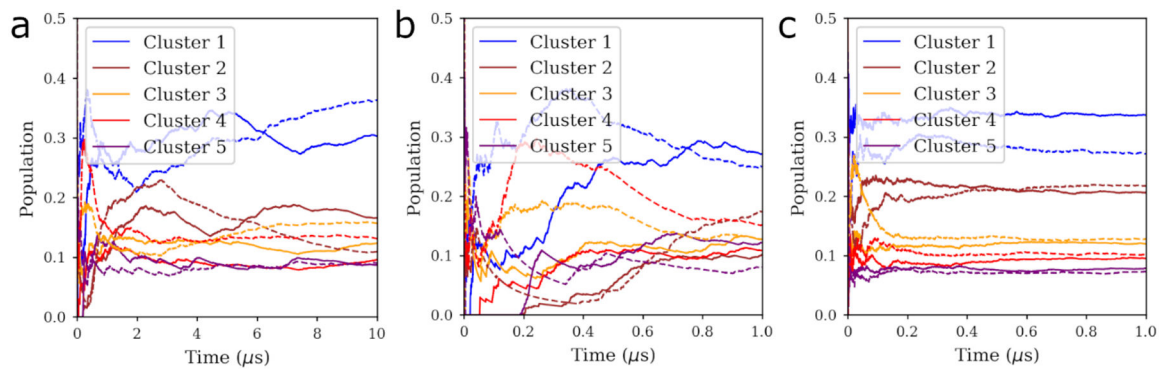 a
0.5
0.4
0.3
0.2
0.1
0.0
Population
Cluster 1
Cluster 2
Cluster 3
Cluster 4
Cluster 5
0 2 4 6 8 10
Time (μs)
b
0.5
0.4
0.3
0.2
0.1
0.0
Population
Cluster 1
Cluster 2
Cluster 3
Cluster 4
Cluster 5
0 0.2 0.4 0.6 0.8 1.0
Time (μs)
c
0.5
0.4
0.3
0.2
0.1
0.0
Population
Cluster 1
Cluster 2
Cluster 3
Cluster 4
Cluster 5
0 0.2 0.4 0.6 0.8 1.0
Time (μs)